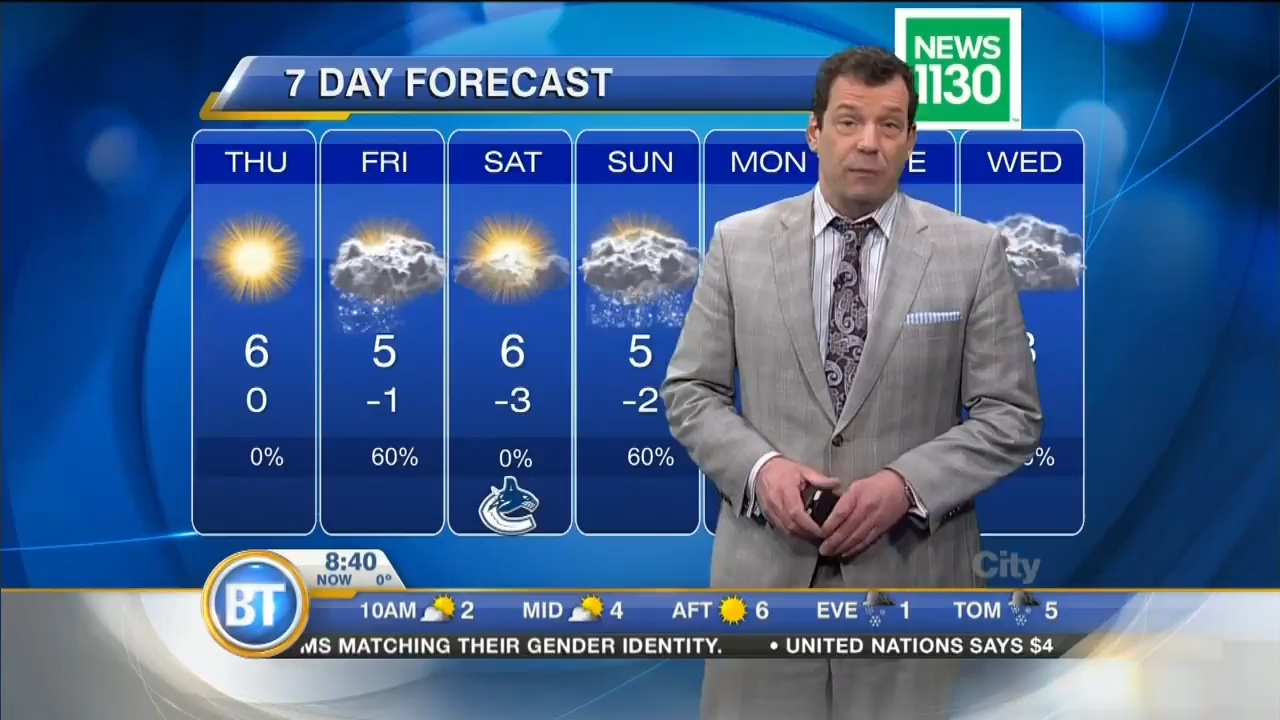 NEWS
1130
7 DAY FORECAST
THU FRI SAT SUN MON E WED
6 5 6 5
0 -1 -3 -2
0% 60% 0% 60% %
City
8:40
NOW 0°
BT
10AM 2 MID 4 AFT 6 EVE 1 TOM 5
MS MATCHING THEIR GENDER IDENTITY. • UNITED NATIONS SAYS $4